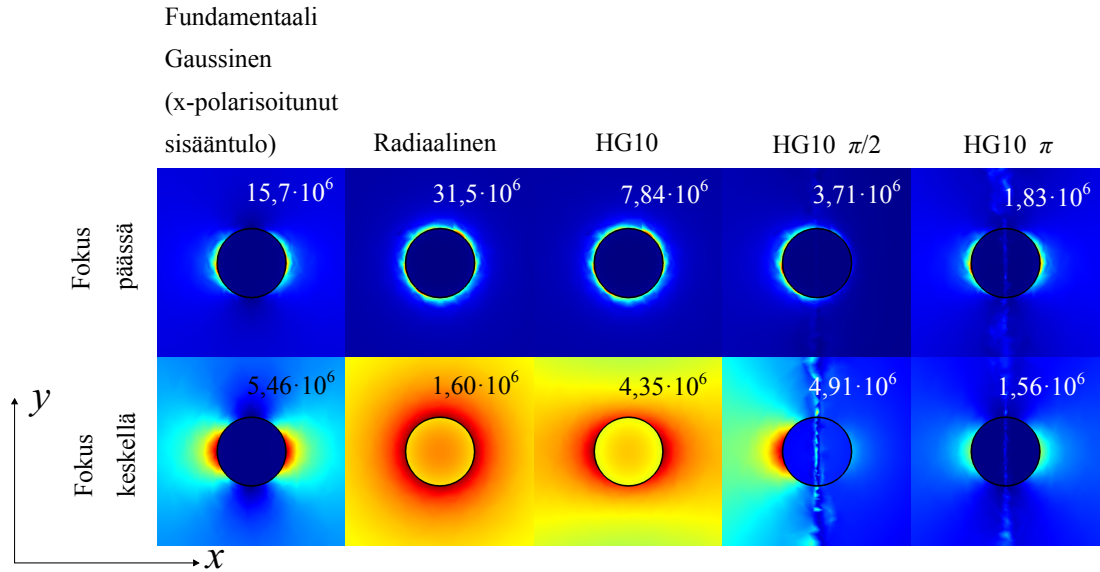 Fundamentaali
Gaussinen
(x-polarisoitunut
sisääntulo)
Radiaalinen
HG10
HG10 π/2
HG10 π
Fokus
päässä
15,7·10⁶
31,5·10⁶
7,84·10⁶
3,71·10⁶
1,83·10⁶
Fokus
keskellä
5,46·10⁶
1,60·10⁶
4,35·10⁶
4,91·10⁶
1,56·10⁶
y
x